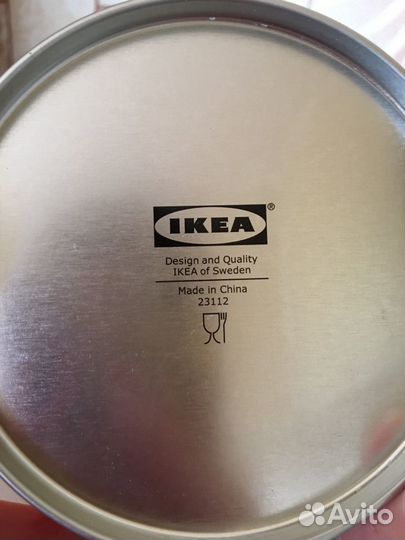 IKEA®
Design and Quality
IKEA of Sweden
Made in China
23112
Avito